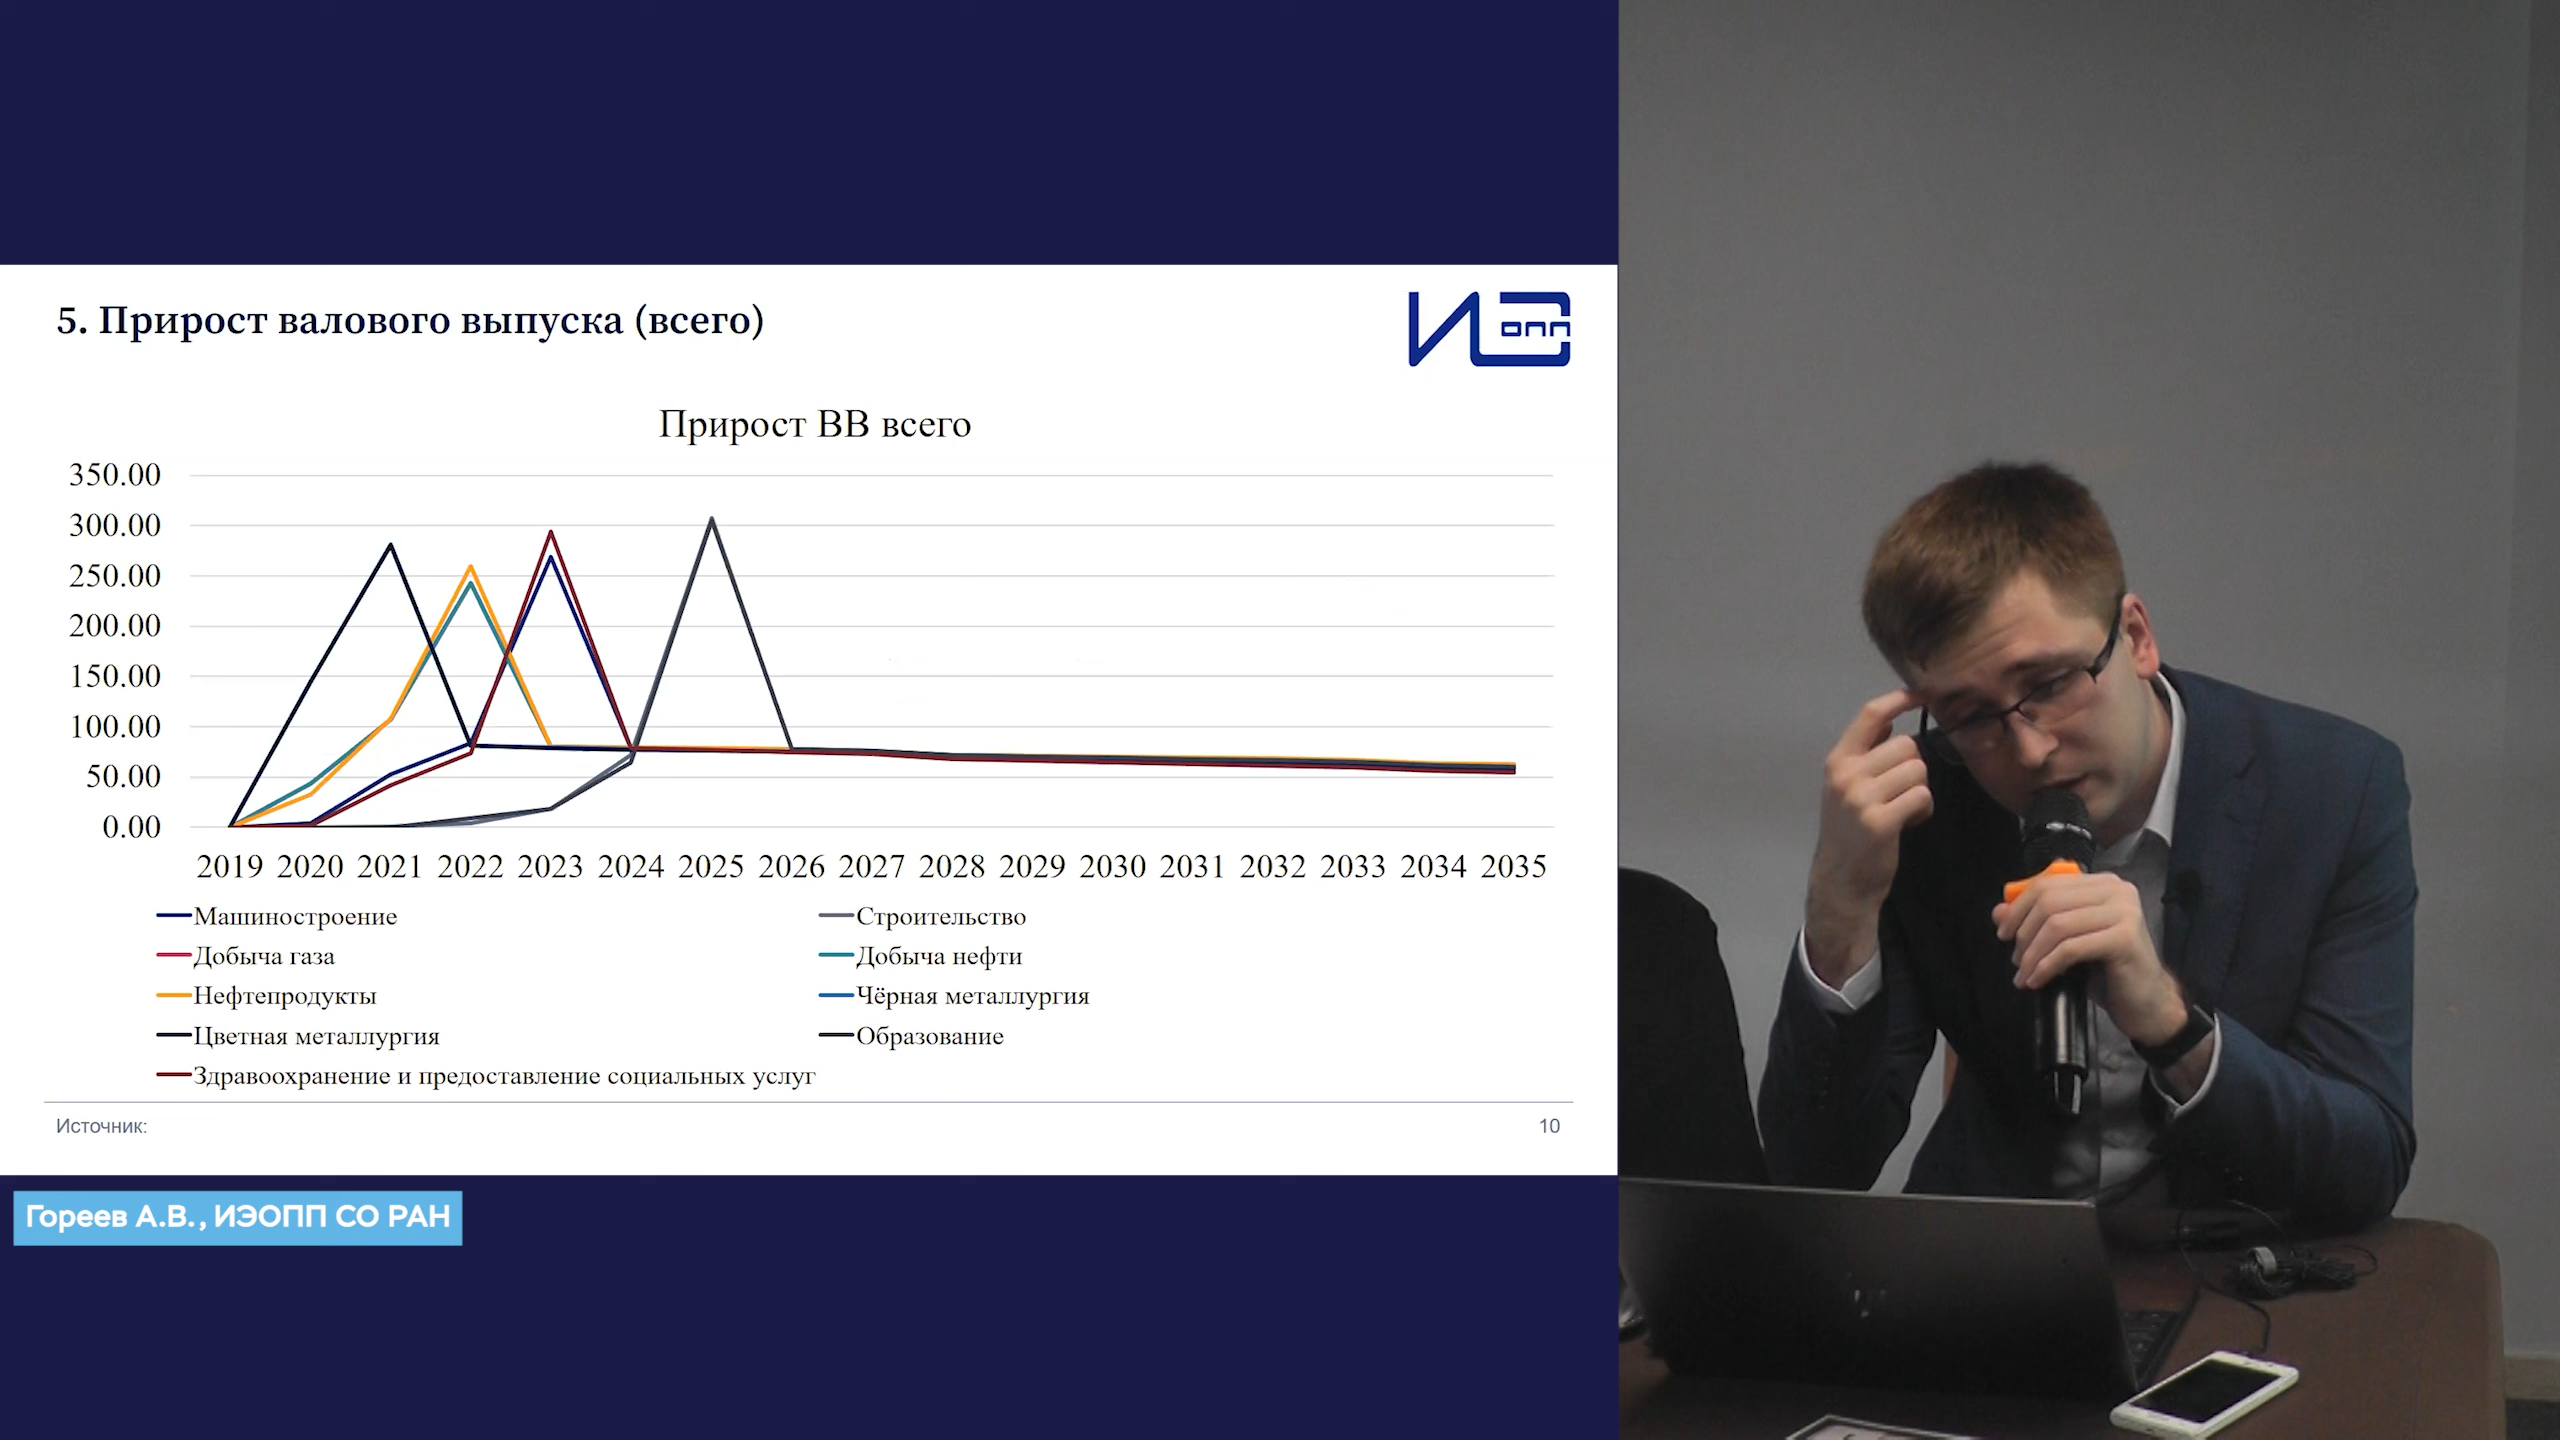 5. Прирост валового выпуска (всего)
ИЭ
опп
Прирост ВВ всего
350.00
300.00
250.00
200.00
150.00
100.00
50.00
0.00
2019 2020 2021 2022 2023 2024 2025 2026 2027 2028 2029 2030 2031 2032 2033 2034 2035
Машиностроение
Строительство
Добыча газа
Добыча нефти
Нефтепродукты
Чёрная металлургия
Цветная металлургия
Образование
Здравоохранение и предоставление социальных услуг
Источник:
10
Гореев А.В., ИЭОПП СО РАН